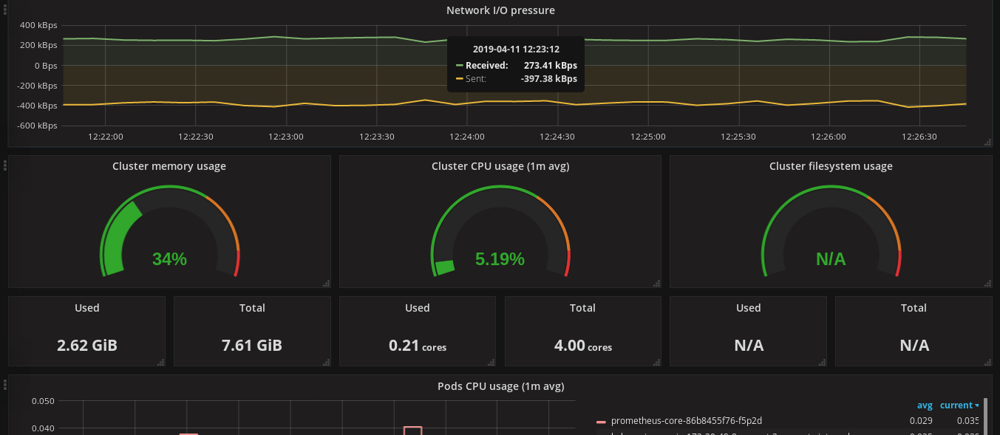 Network I/O pressure
400 kBps
200 kBps
0 Bps
-200 kBps
-400 kBps
-600 kBps
2019-04-11 12:23:12
Received: 273.41 kBps
Sent: -397.38 kBps
12:22:00 12:22:30 12:23:00 12:23:30 12:24:00 12:24:30 12:25:00 12:25:30 12:26:00 12:26:30
Cluster memory usage
34%
Cluster CPU usage (1m avg)
5.19%
Cluster filesystem usage
N/A
Used
2.62 GiB
Total
7.61 GiB
Used
0.21 cores
Total
4.00 cores
Used
N/A
Total
N/A
Pods CPU usage (1m avg)
0.050
0.040
avg current
prometheus-core-86b8455f76-f5p2d 0.029 0.035